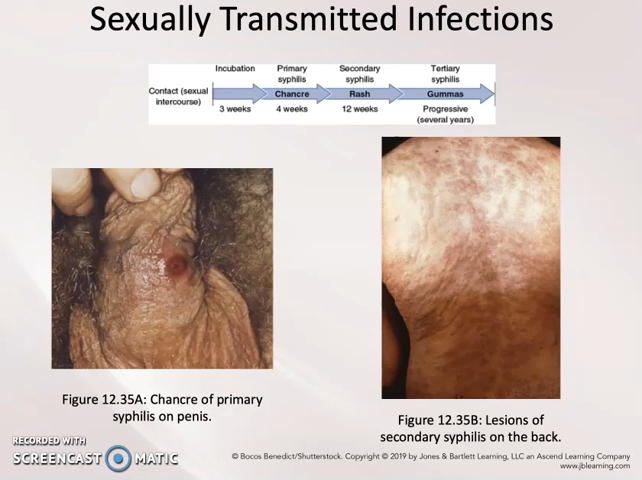 Sexually Transmitted Infections
Incubation
Primary syphilis
Secondary syphilis
Tertiary syphilis
Contact (sexual intercourse)
Chancre
Rash
Gummas
3 weeks
4 weeks
12 weeks
Progressive (several years)
Figure 12.35A: Chancre of primary
syphilis on penis.
Figure 12.35B: Lesions of
secondary syphilis on the back.
RECORDED WITH
SCREENCAST MATIC
© Bocos Benedict/Shutterstock. Copyright © 2019 by Jones & Bartlett Learning, LLC an Ascend Learning Company
www.jblearning.com